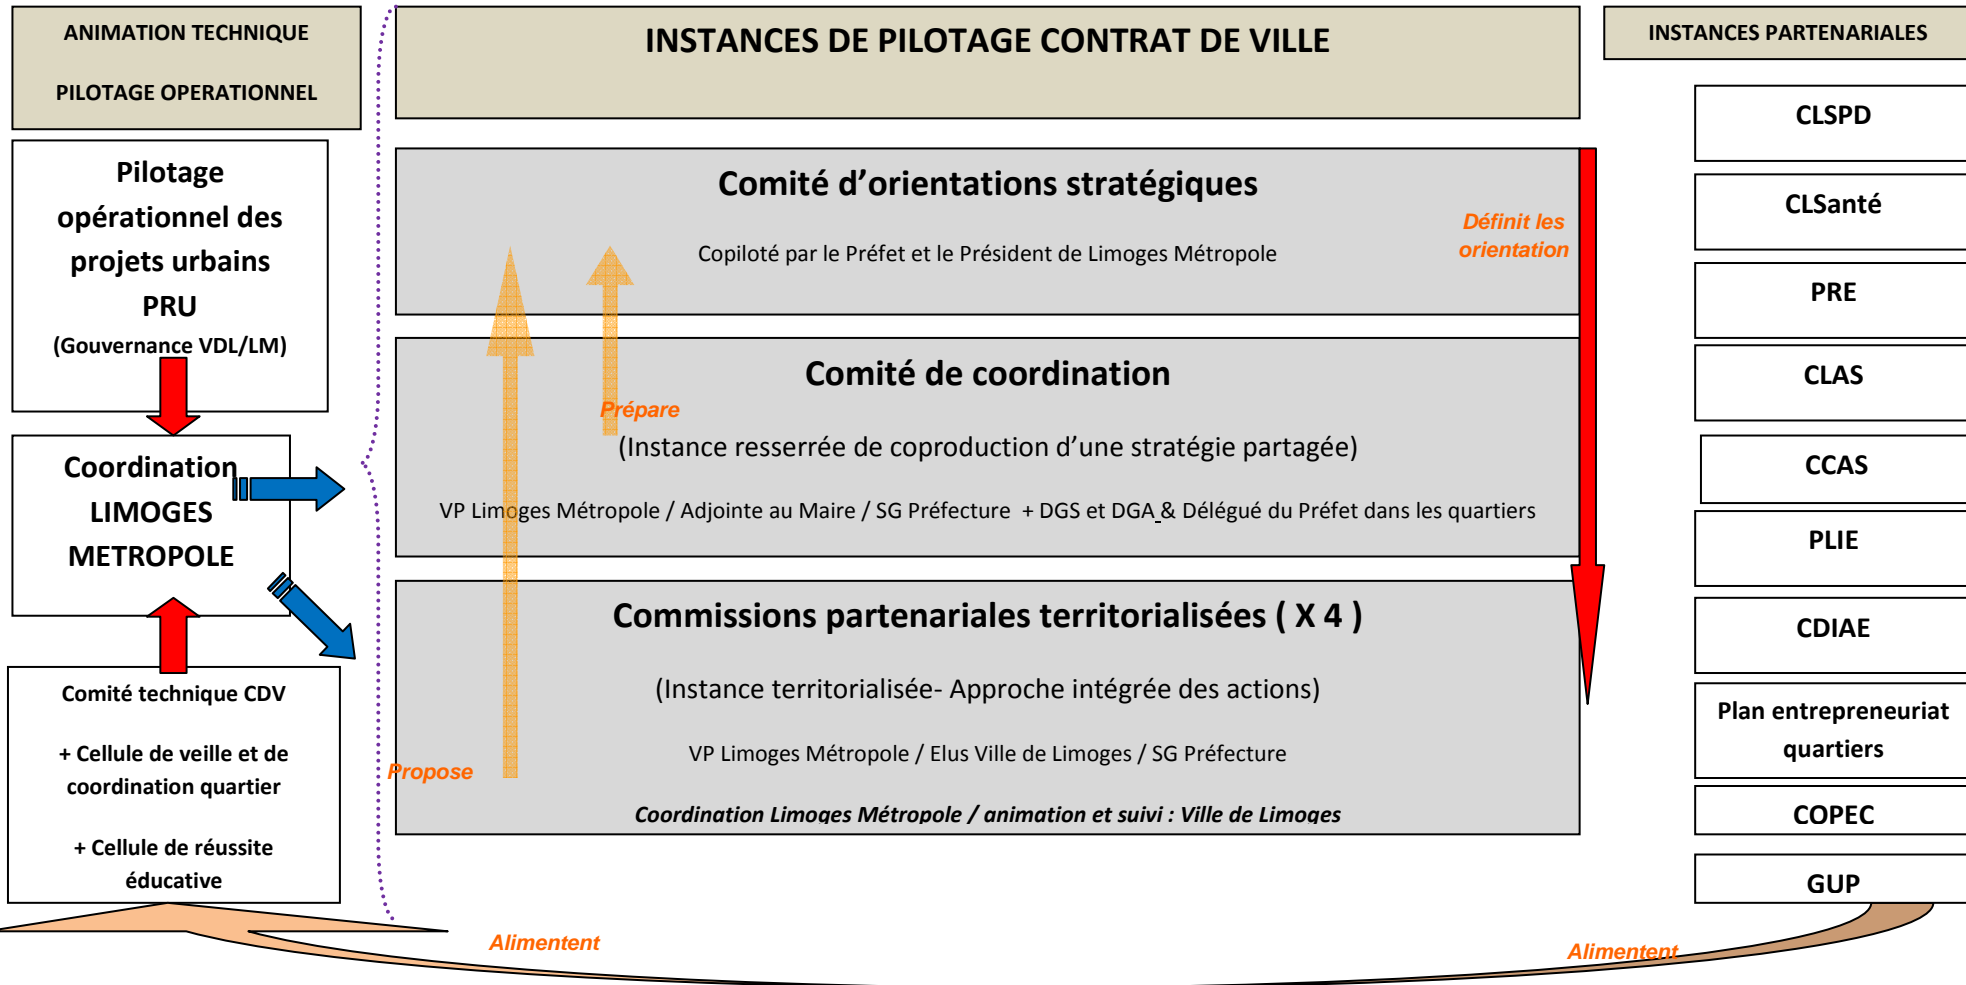 ANIMATION TECHNIQUE
PILOTAGE OPERATIONNEL
Pilotage
opérationnel des
projets urbains
PRU
(Gouvernance VDL/LM)
Coordination
LIMOGES
METROPOLE
Comité technique CDV
+ Cellule de veille et de
coordination quartier
+ Cellule de réussite
éducative
INSTANCES DE PILOTAGE CONTRAT DE VILLE
Comité d’orientations stratégiques
Copiloté par le Préfet et le Président de Limoges Métropole
Définit les
orientation
Comité de coordination
Prépare
(Instance resserrée de coproduction d’une stratégie partagée)
VP Limoges Métropole / Adjointe au Maire / SG Préfecture + DGS et DGA & Délégué du Préfet dans les quartiers
Commissions partenariales territorialisées ( X 4 )
(Instance territorialisée- Approche intégrée des actions)
VP Limoges Métropole / Elus Ville de Limoges / SG Préfecture
Propose
Coordination Limoges Métropole / animation et suivi : Ville de Limoges
INSTANCES PARTENARIALES
CLSPD
CLSanté
PRE
CLAS
CCAS
PLIE
CDIAE
Plan entrepreneuriat
quartiers
COPEC
GUP
Alimentent
Alimentent